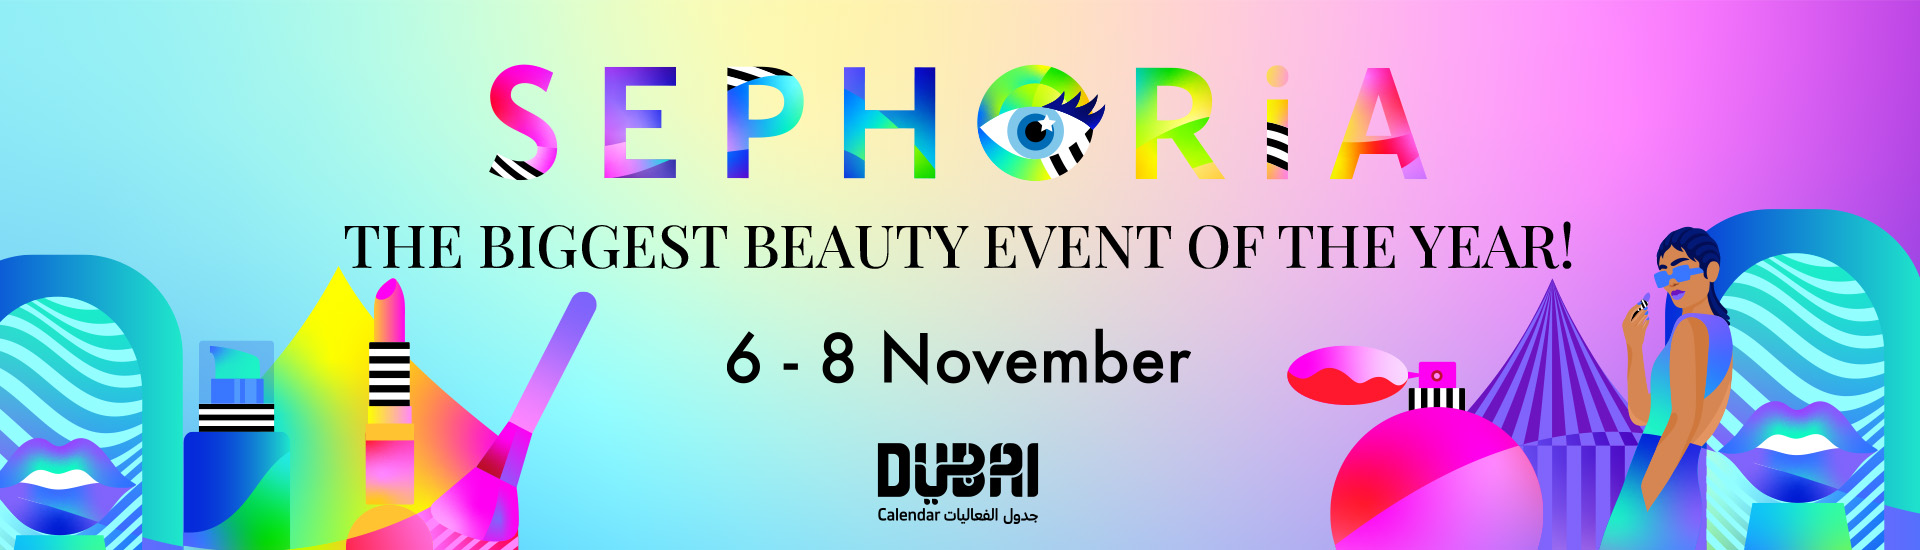 SEPHORiA
THE BIGGEST BEAUTY EVENT OF THE YEAR!
6 - 8 November
DUBAI
Calendar جدول الفعاليات